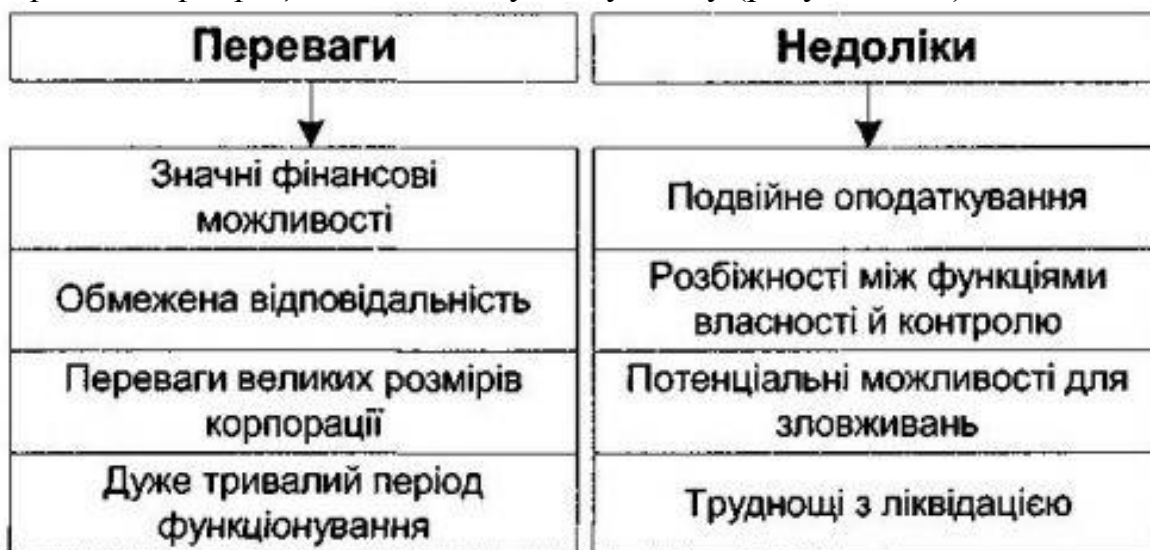 Переваги
Значні фінансові
можливості
Обмежена відповідальність
Переваги великих розмірів
корпорації
Дуже тривалий період
функціонування
Недоліки
Подвійне оподаткування
Розбіжності між функціями
власності й контролю
Потенціальні можливості для
зловживань
Труднощі з ліквідацією